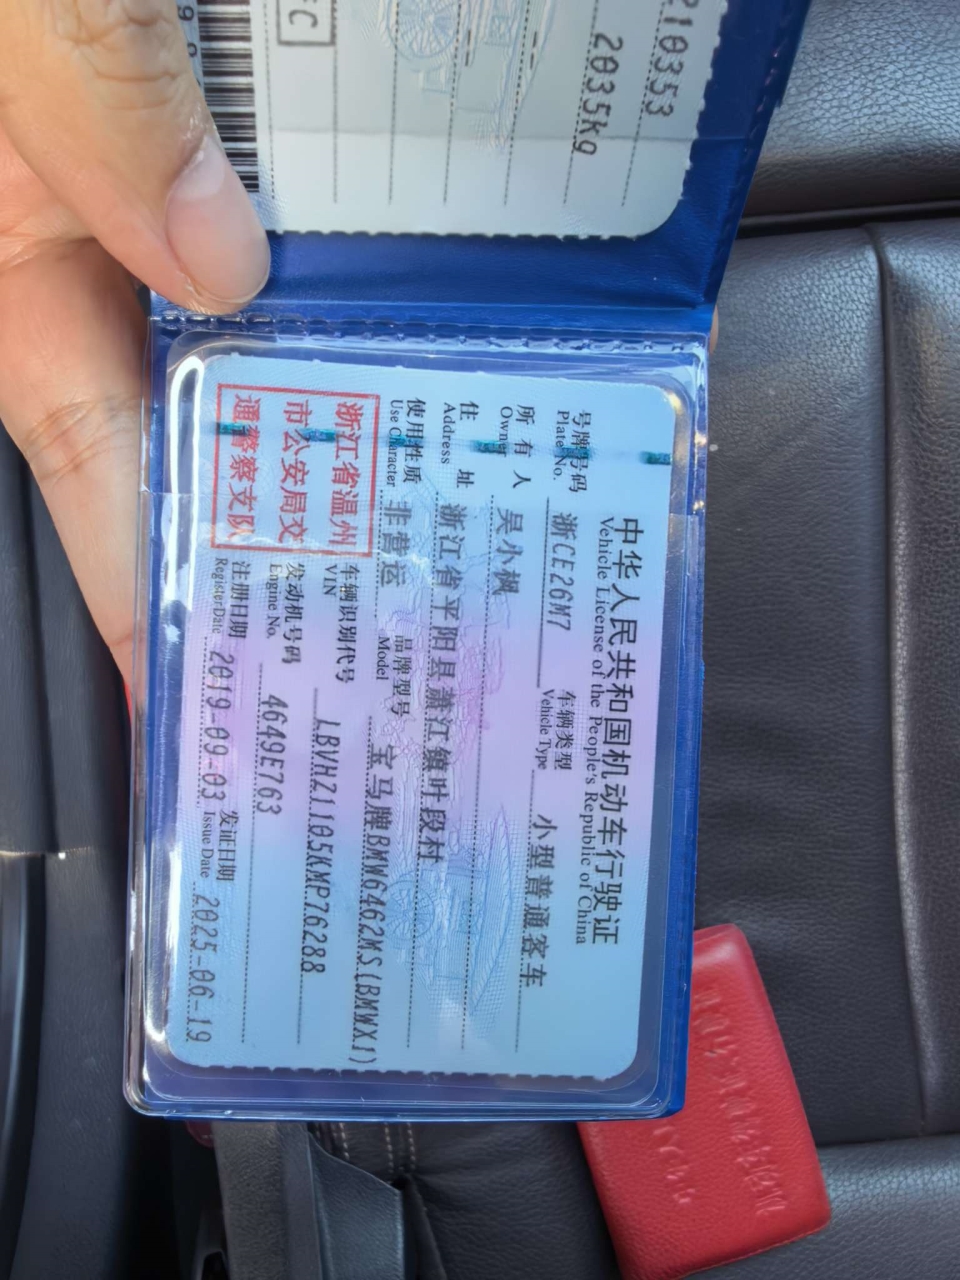 210353
2035kg
FC
中华人民共和国机动车行驶证
Vehicle License of the People's Republic of China
号牌号码 浙CE26M7 车辆类型 小型普通客车
Plate No. Vehicle Type
所有人 吴小枫
Owner
住址 浙江省平阳县萧江镇叶段村
Address
使用性质 非营运 品牌型号 宝马牌BMW6462MS(BMWX1)
Use Character Model
浙江省温州
市公安局交
通警察支队
车辆识别代号 LBVHZ1105KMP76288
VIN
发动机号码 4649E763
Engine No.
注册日期 2019-09-03 发证日期 2025-06-19
Register Date Issue Date